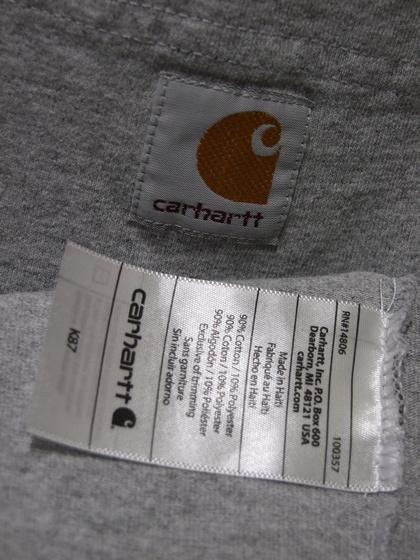 carhartt
RN#14806 100357
Carhartt, Inc. P.O. Box 600
Dearborn, MI 48121 USA
carhartt.com
Made in Haiti
Fabriqué au Haïti
Hecho en Haití
90% Cotton / 10% Polyester
90% Cotton / 10% Polyester
90% Algodón / 10% Poliéster
Exclusive of trimming
Sans garniture
Sin incluir adorno
carhartt
K87